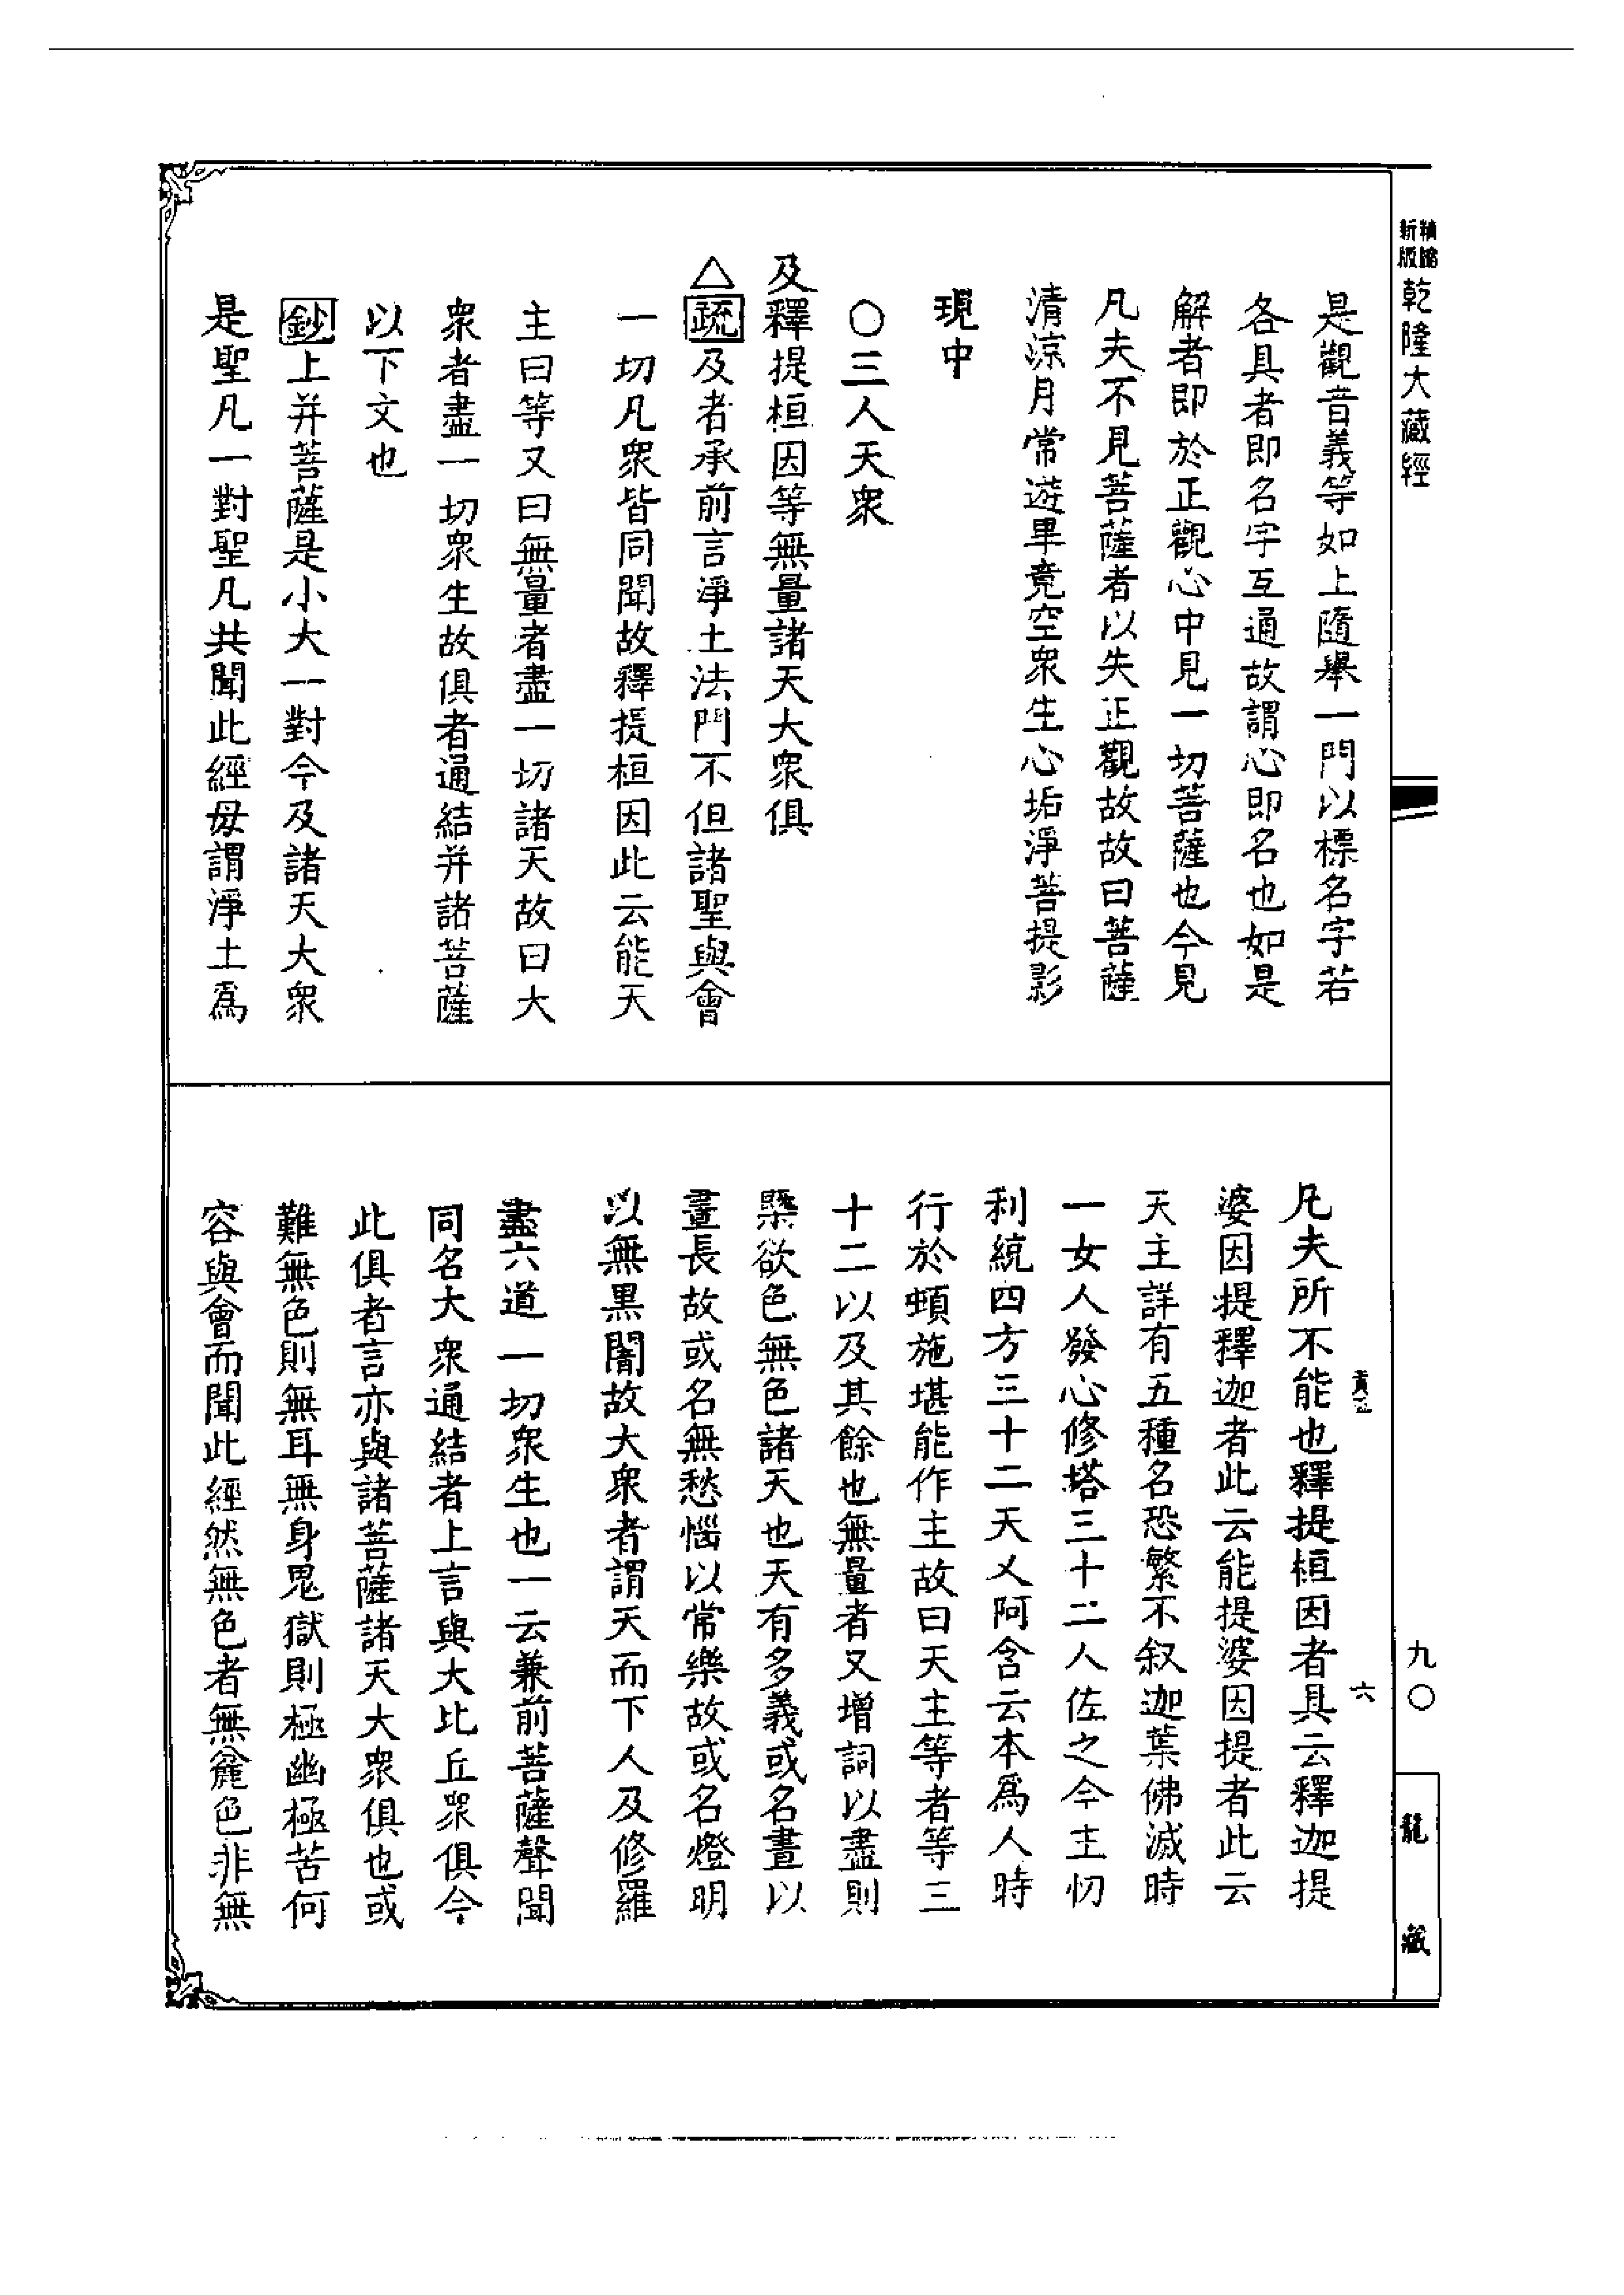 新版精縮乾隆大藏經
九〇
龍藏
是觀音義等如上隨舉一門以標名字若
各具者即名字互通故謂心即名也如是
解者即於正觀心中見一切菩薩也今見
凡夫不見菩薩者以失正觀故故曰菩薩
清涼月常遊畢竟空衆生心垢淨菩提影
現中
〇三人天衆
及釋提桓因等無量諸天大衆俱
△疏及者承前言淨土法門不但諸聖與會
一切凡衆皆同聞故釋提桓因此云能天
主曰等又曰無量者盡一切諸天故曰大
衆者盡一切衆生故俱者通結并諸菩薩
以下文也
鈔上并菩薩是小大一對今及諸天大衆
是聖凡一對聖凡共聞此經毋謂淨土爲
六
凡夫所不能也釋提桓因者具云釋迦提
婆因提釋迦者此云能提婆因提者此云
天主詳有五種名恐繁不叙迦葉佛滅時
一女人發心修塔三十二人佐之今主忉
利統四方三十二天又阿含云本爲人時
行於頓施堪能作主故曰天主等者等三
十二以及其餘也無量者又增詞以盡則
槩欲色無色諸天也天有多義或名晝以
晝長故或名無愁惱以常樂故或名燈明
以無黑闇故大衆者謂天而下人及修羅
盡六道一切衆生也一云兼前菩薩聲聞
同名大衆通結者上言與大比丘衆俱今
此俱者言亦與諸菩薩諸天大衆俱也或
難無色則無耳無身鬼獄則極幽極苦何
容與會而聞此經然無色者無麤色非無